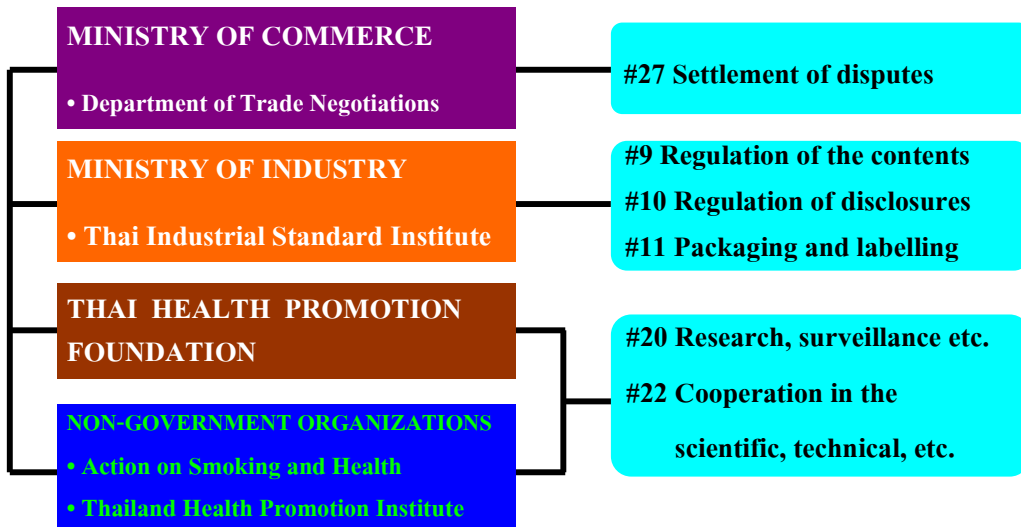 MINISTRY OF COMMERCE
• Department of Trade Negotiations
#27 Settlement of disputes
MINISTRY OF INDUSTRY
• Thai Industrial Standard Institute
#9 Regulation of the contents
#10 Regulation of disclosures
#11 Packaging and labelling
THAI HEALTH PROMOTION
FOUNDATION
NON-GOVERNMENT ORGANIZATIONS
• Action on Smoking and Health
• Thailand Health Promotion Institute
#20 Research, surveillance etc.
#22 Cooperation in the
scientific, technical, etc.